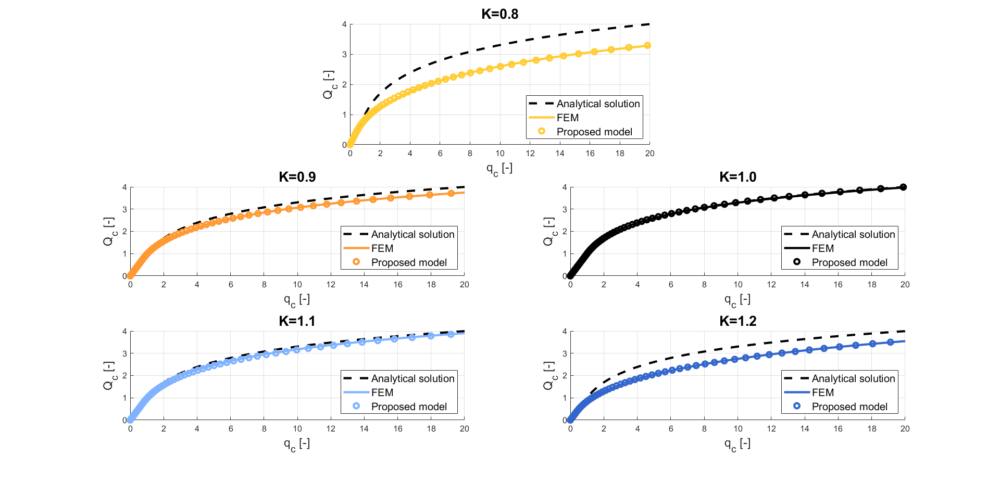 K=0.8
4
3
2
1
0
Q_c [-]
Analytical solution
FEM
Proposed model
0 2 4 6 8 10 12 14 16 18 20
q_c [-]
K=0.9
4
3
2
1
0
Q_c [-]
Analytical solution
FEM
Proposed model
0 2 4 6 8 10 12 14 16 18 20
q_c [-]
K=1.0
4
3
2
1
0
Q_c [-]
Analytical solution
FEM
Proposed model
0 2 4 6 8 10 12 14 16 18 20
q_c [-]
K=1.1
4
3
2
1
0
Q_c [-]
Analytical solution
FEM
Proposed model
0 2 4 6 8 10 12 14 16 18 20
q_c [-]
K=1.2
4
3
2
1
0
Q_c [-]
Analytical solution
FEM
Proposed model
0 2 4 6 8 10 12 14 16 18 20
q_c [-]